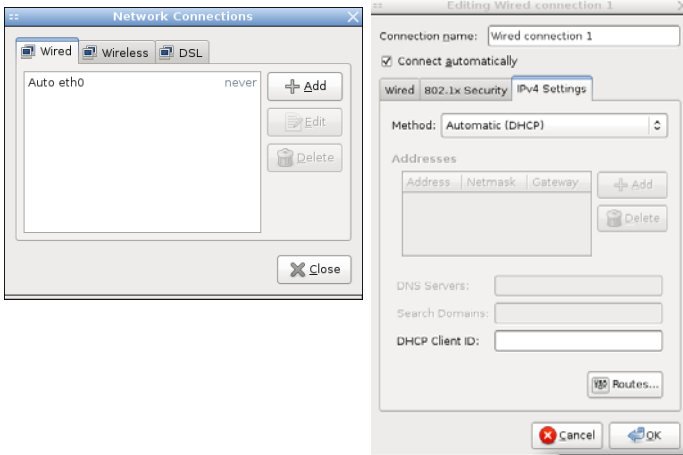 Network Connections
Wired
Wireless
DSL
Auto eth0 never
Add
Edit
Delete
Close
Editing Wired connection 1
Connection name: Wired connection 1
Connect automatically
Wired
802.1x Security
IPv4 Settings
Method: Automatic (DHCP)
Addresses
Address Netmask Gateway
Add
Delete
DNS Servers:
Search Domains:
DHCP Client ID:
Routes...
Cancel
OK